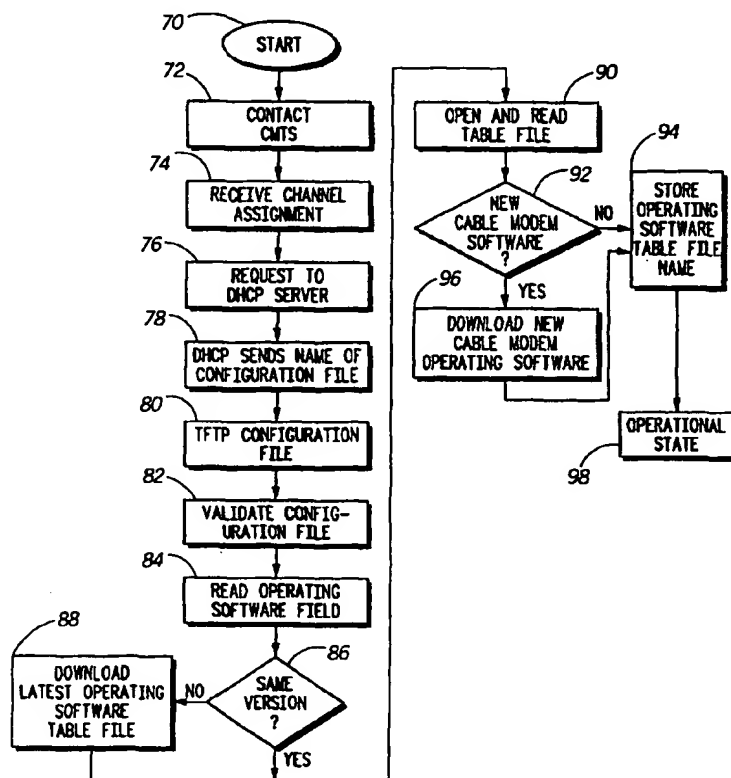 70
START
72
CONTACT
CMTS
74
RECEIVE CHANNEL
ASSIGNMENT
76
REQUEST TO
DHCP SERVER
78
DHCP SENDS NAME OF
CONFIGURATION FILE
80
TFTP CONFIGURATION
FILE
82
VALIDATE CONFIG-
URATION FILE
84
READ OPERATING
SOFTWARE FIELD
86
SAME
VERSION
?
NO
YES
88
DOWNLOAD
LATEST OPERATING
SOFTWARE
TABLE FILE
90
OPEN AND READ
TABLE FILE
92
NEW
CABLE MODEM
SOFTWARE
?
NO
YES
94
STORE
OPERATING
SOFTWARE
TABLE FILE
NAME
96
DOWNLOAD NEW
CABLE MODEM
OPERATING SOFTWARE
OPERATIONAL
STATE
98